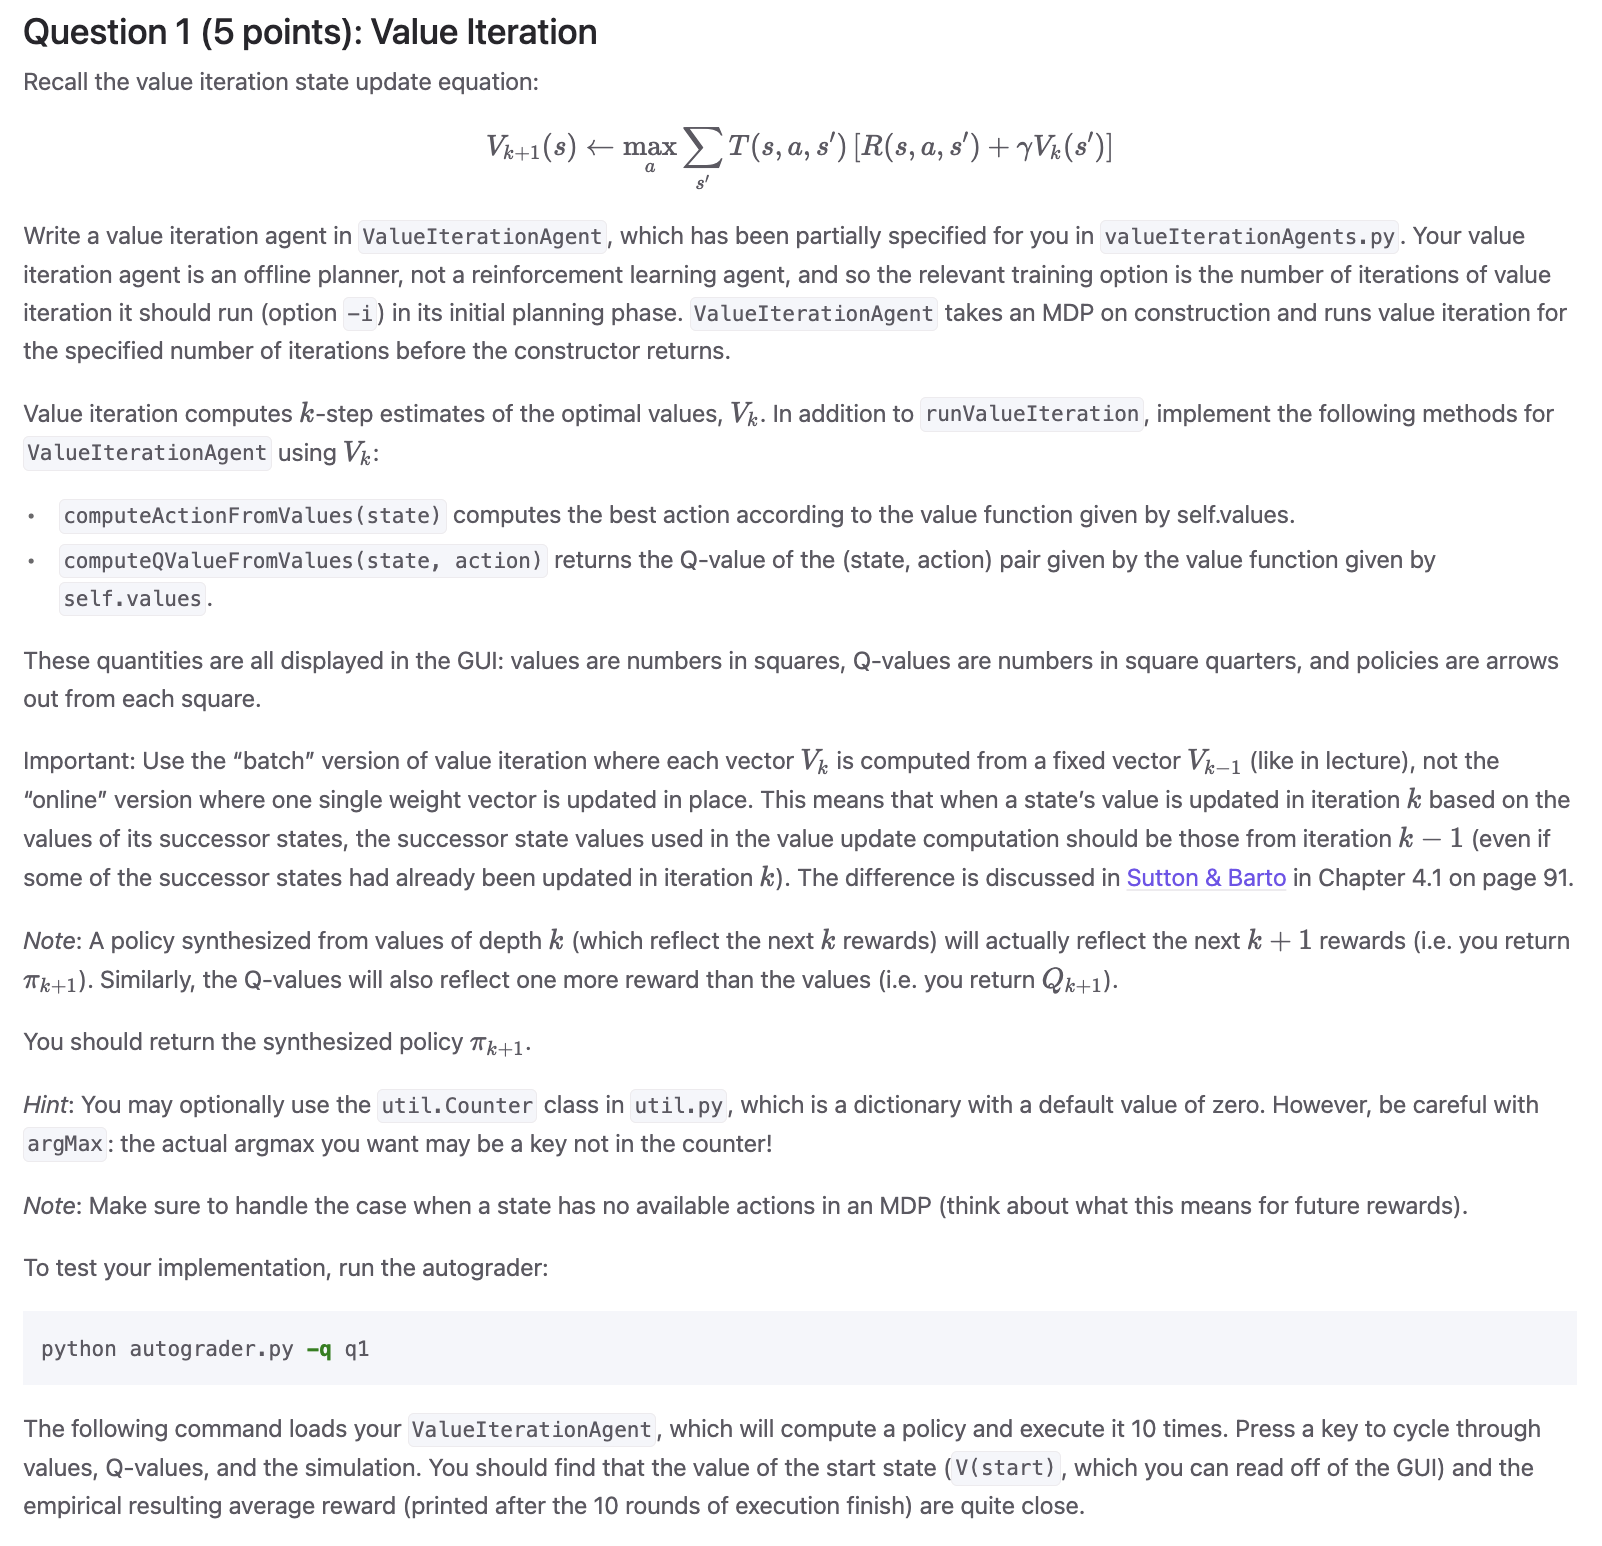 Question 1 (5 points): Value Iteration
Recall the value iteration state update equation:
V_{k+1}(s) ← max_a ∑_{s′} T(s, a, s′) [R(s, a, s′) + γV_k(s′)]
Write a value iteration agent in ValueIterationAgent, which has been partially specified for you in valueIterationAgents.py. Your value
iteration agent is an offline planner, not a reinforcement learning agent, and so the relevant training option is the number of iterations of value
iteration it should run (option -i) in its initial planning phase. ValueIterationAgent takes an MDP on construction and runs value iteration for
the specified number of iterations before the constructor returns.
Value iteration computes k-step estimates of the optimal values, V_k. In addition to runValueIteration, implement the following methods for
ValueIterationAgent using V_k:
• computeActionFromValues(state) computes the best action according to the value function given by self.values.
• computeQValueFromValues(state, action) returns the Q-value of the (state, action) pair given by the value function given by
self.values.
These quantities are all displayed in the GUI: values are numbers in squares, Q-values are numbers in square quarters, and policies are arrows
out from each square.
Important: Use the “batch” version of value iteration where each vector V_k is computed from a fixed vector V_{k−1} (like in lecture), not the
“online” version where one single weight vector is updated in place. This means that when a state’s value is updated in iteration k based on the
values of its successor states, the successor state values used in the value update computation should be those from iteration k − 1 (even if
some of the successor states had already been updated in iteration k). The difference is discussed in Sutton & Barto in Chapter 4.1 on page 91.
Note: A policy synthesized from values of depth k (which reflect the next k rewards) will actually reflect the next k + 1 rewards (i.e. you return
π_{k+1}). Similarly, the Q-values will also reflect one more reward than the values (i.e. you return Q_{k+1}).
You should return the synthesized policy π_{k+1}.
Hint: You may optionally use the util.Counter class in util.py, which is a dictionary with a default value of zero. However, be careful with
argMax: the actual argmax you want may be a key not in the counter!
Note: Make sure to handle the case when a state has no available actions in an MDP (think about what this means for future rewards).
To test your implementation, run the autograder:
python autograder.py -q q1
The following command loads your ValueIterationAgent, which will compute a policy and execute it 10 times. Press a key to cycle through
values, Q-values, and the simulation. You should find that the value of the start state (V(start), which you can read off of the GUI) and the
empirical resulting average reward (printed after the 10 rounds of execution finish) are quite close.